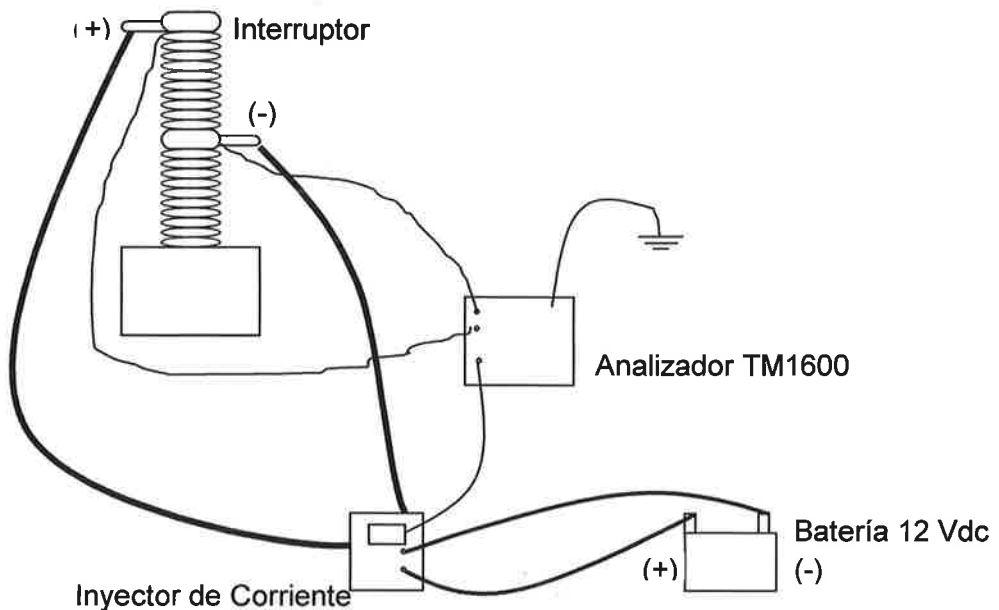 (+)
Interruptor
(-)
Analizador TM1600
Batería 12 Vdc
(+)
(-)
Inyector de Corriente